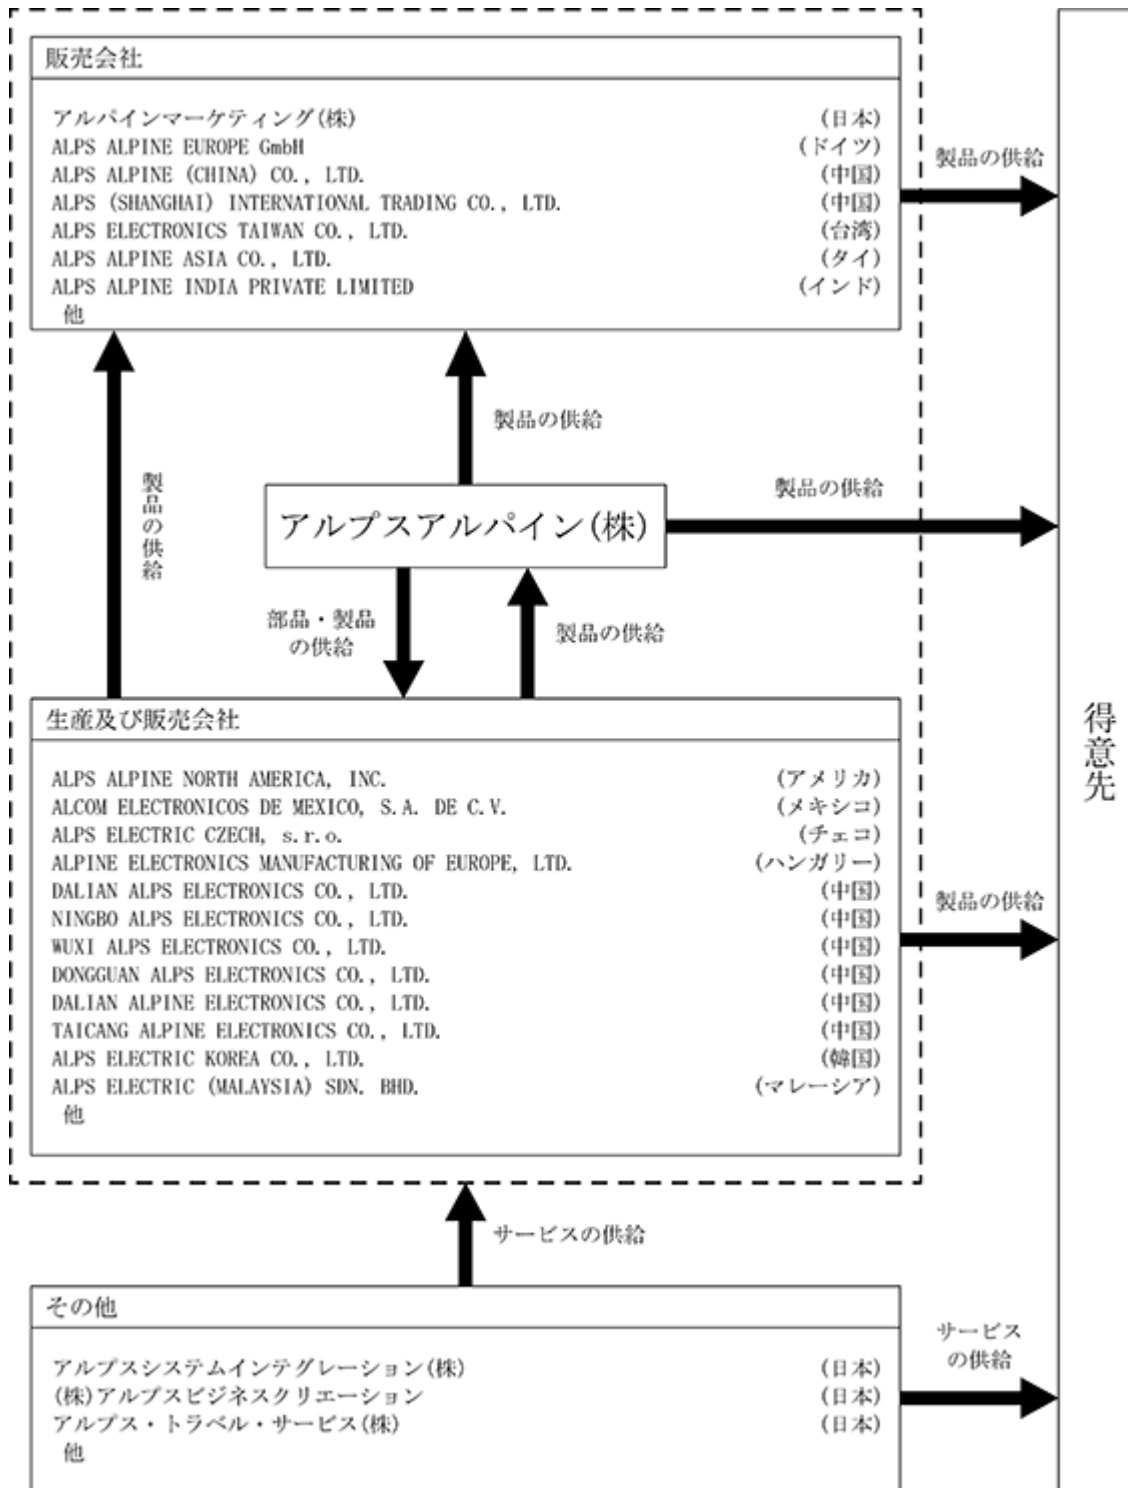 販売会社
アルパインマーケティング(株) (日本)
ALPS ALPINE EUROPE GmbH (ドイツ)
ALPS ALPINE (CHINA) CO., LTD. (中国)
ALPS (SHANGHAI) INTERNATIONAL TRADING CO., LTD. (中国)
ALPS ELECTRONICS TAIWAN CO., LTD. (台湾)
ALPS ALPINE ASIA CO., LTD. (タイ)
ALPS ALPINE INDIA PRIVATE LIMITED (インド)
他
製品の供給
製品の供給
製品の供給
アルプスアルパイン(株)
製品の供給
部品・製品
の供給
製品の供給
得意先
生産及び販売会社
ALPS ALPINE NORTH AMERICA, INC. (アメリカ)
ALCOM ELECTRONICOS DE MEXICO, S.A. DE C.V. (メキシコ)
ALPS ELECTRIC CZECH, s.r.o. (チェコ)
ALPINE ELECTRONICS MANUFACTURING OF EUROPE, LTD. (ハンガリー)
DALIAN ALPS ELECTRONICS CO., LTD. (中国)
NINGBO ALPS ELECTRONICS CO., LTD. (中国)
WUXI ALPS ELECTRONICS CO., LTD. (中国)
DONGGUAN ALPS ELECTRONICS CO., LTD. (中国)
DALIAN ALPINE ELECTRONICS CO., LTD. (中国)
TAICANG ALPINE ELECTRONICS CO., LTD. (中国)
ALPS ELECTRIC KOREA CO., LTD. (韓国)
ALPS ELECTRIC (MALAYSIA) SDN. BHD. (マレーシア)
他
製品の供給
サービスの供給
その他
アルプスシステムインテグレーション(株) (日本)
(株)アルプスビジネスクリエーション (日本)
アルプス・トラベル・サービス(株) (日本)
他
サービス
の供給